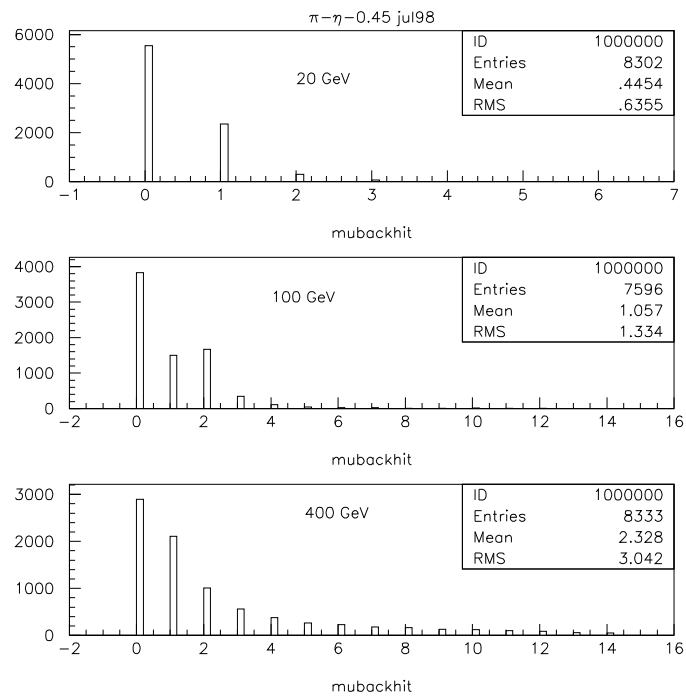 π−η−0.45 jul98
20 GeV
ID 1000000
Entries 8302
Mean .4454
RMS .6355
6000
4000
2000
0
-1 0 1 2 3 4 5 6 7
mubackhit
100 GeV
ID 1000000
Entries 7596
Mean 1.057
RMS 1.334
4000
3000
2000
1000
0
-2 0 2 4 6 8 10 12 14 16
mubackhit
400 GeV
ID 1000000
Entries 8333
Mean 2.328
RMS 3.042
3000
2000
1000
0
-2 0 2 4 6 8 10 12 14 16
mubackhit